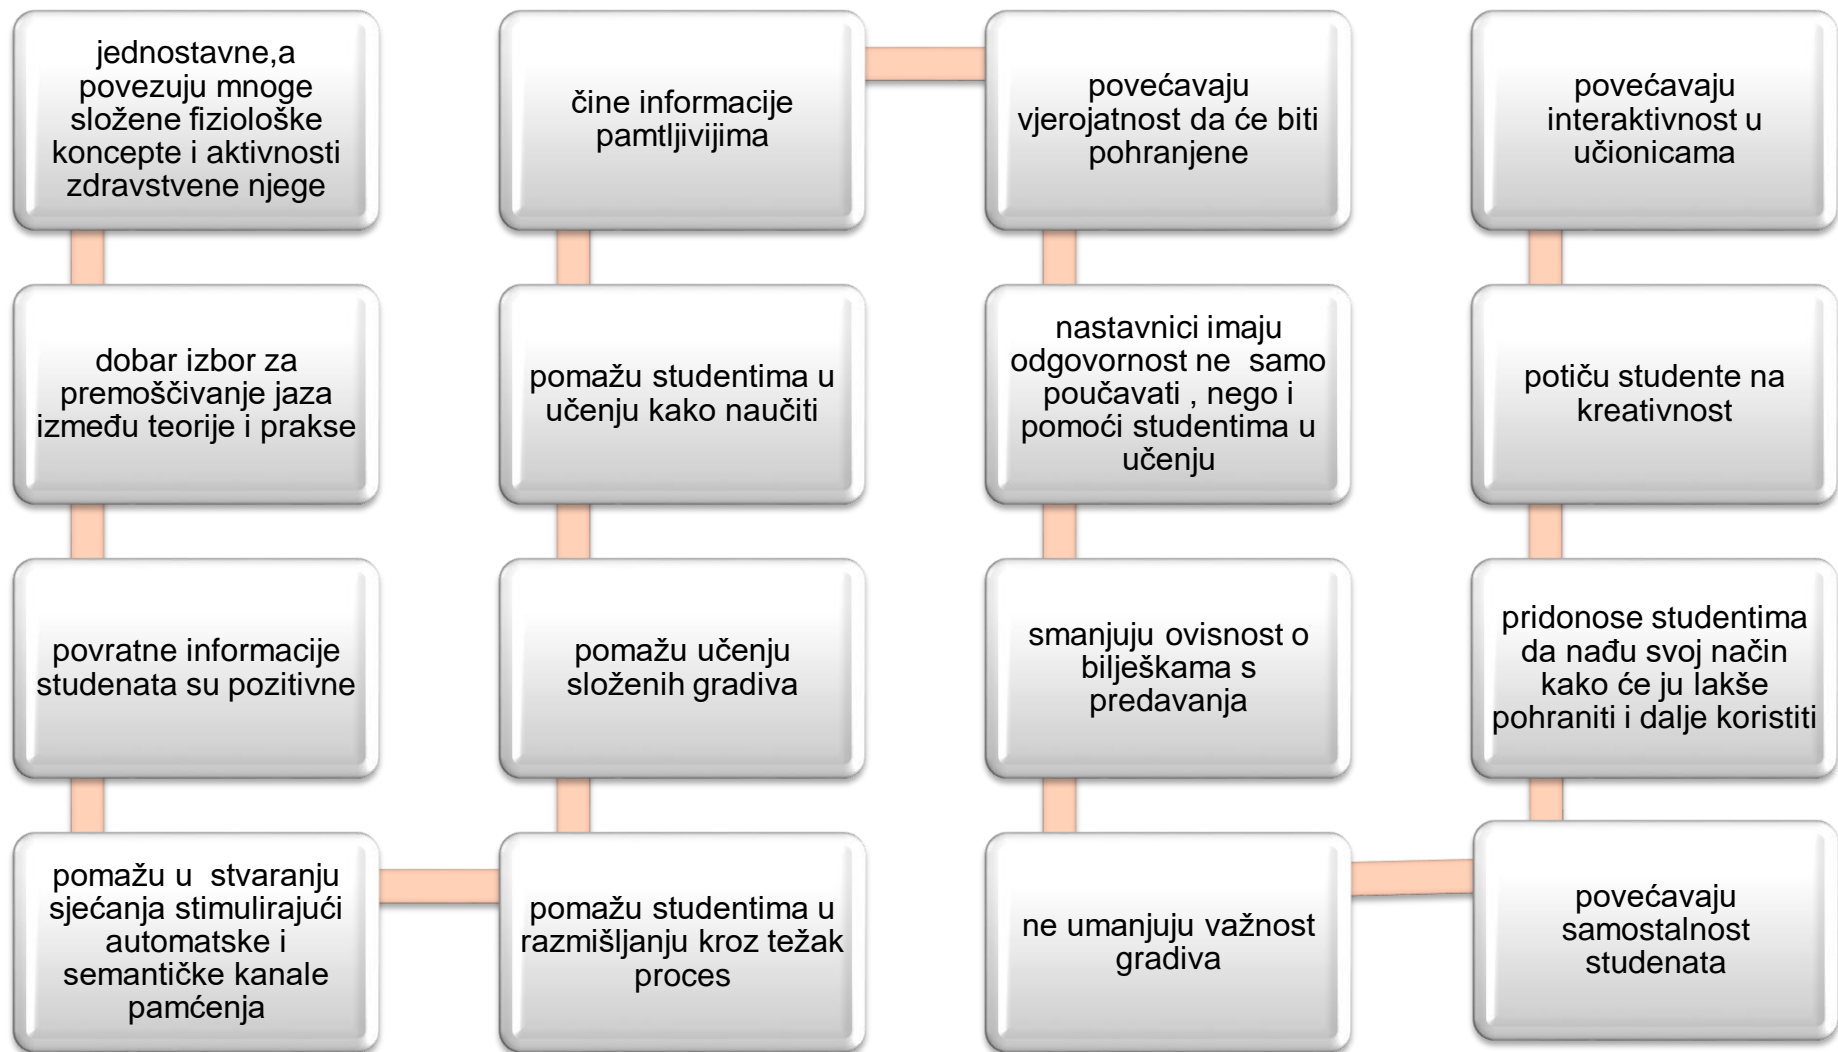 jednostavne,a
povezuju mnoge
složene fiziološke
koncepte i aktivnosti
zdravstvene njege
dobar izbor za
premoščivanje jaza
između teorije i prakse
povratne informacije
studenata su pozitivne
pomažu u  stvaranju
sjećanja stimulirajući
automatske i
semantičke kanale
pamćenja
pomažu studentima u
razmišljanju kroz težak
proces
pomažu učenju
složenih gradiva
pomažu studentima u
učenju kako naučiti
čine informacije
pamtljivijima
povećavaju
vjerojatnost da će biti
pohranjene
nastavnici imaju
odgovornost ne  samo
poučavati , nego i
pomoći studentima u
učenju
smanjuju ovisnost o
bilješkama s
predavanja
ne umanjuju važnost
gradiva
povećavaju
samostalnost
studenata
pridonose studentima
da nađu svoj način
kako će ju lakše
pohraniti i dalje koristiti
potiču studente na
kreativnost
povećavaju
interaktivnost u
učionicama